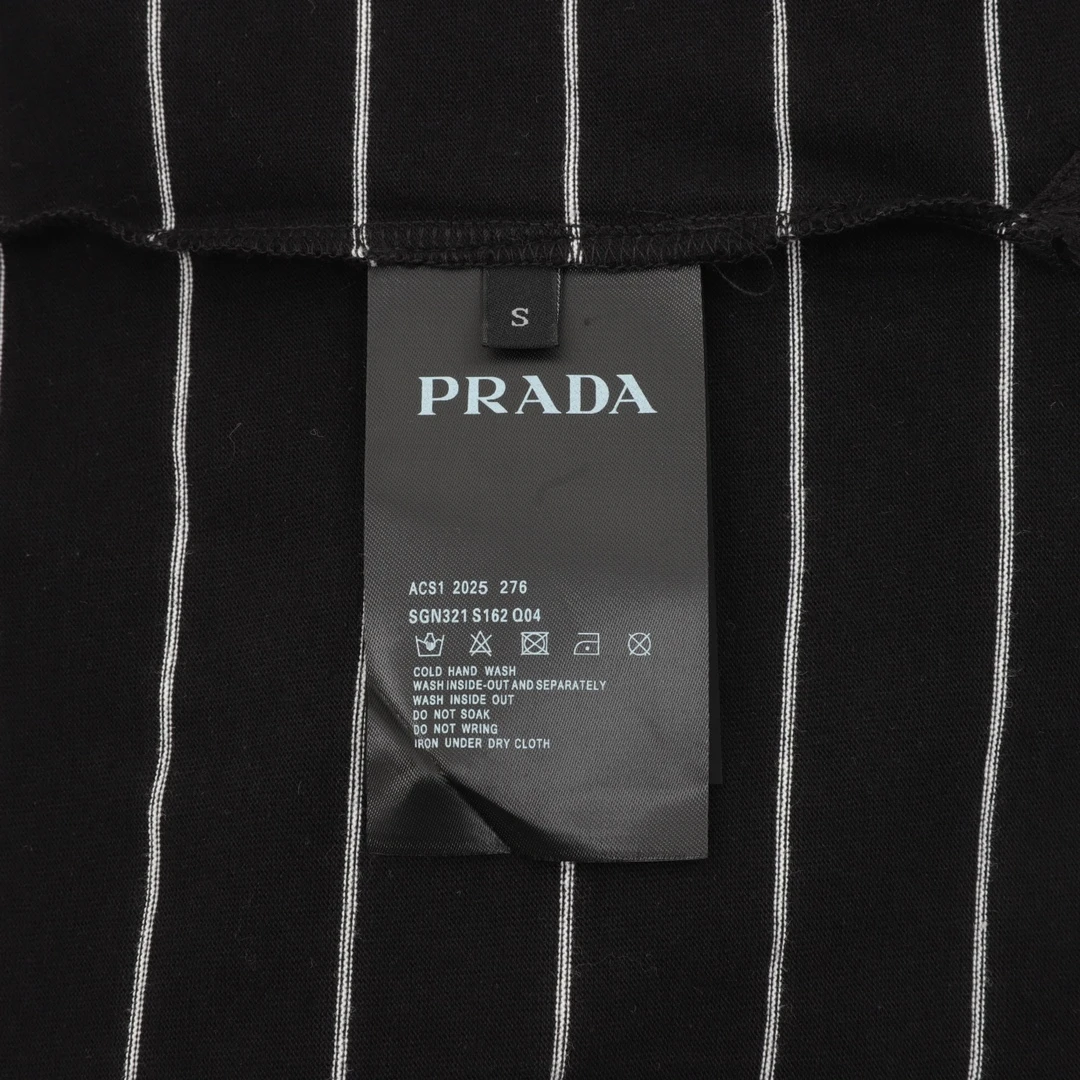 S
PRADA
ACS1 2025 276
SGN321 S162 Q04
COLD HAND WASH
WASH INSIDE-OUT AND SEPARATELY
WASH INSIDE OUT
DO NOT SOAK
DO NOT WRING
IRON UNDER DRY CLOTH